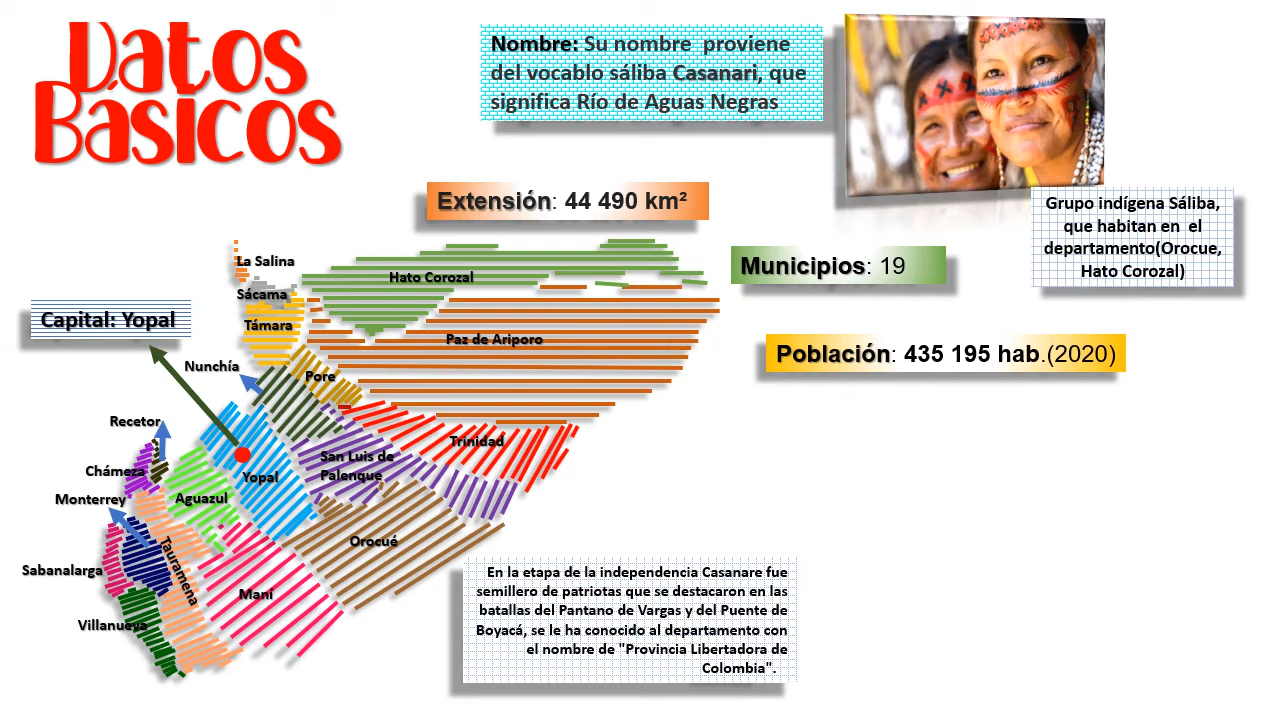 Datos
Básicos
Nombre: Su nombre proviene
del vocablo sáliba Casanari, que
significa Río de Aguas Negras
Grupo indígena Sáliba,
que habitan en el
departamento(Orocue,
Hato Corozal)
Extensión: 44 490 km²
Municipios: 19
Capital: Yopal
Población: 435 195 hab.(2020)
La Salina
Hato Corozal
Sácama
Támara
Paz de Ariporo
Nunchía
Pore
Recetor
Trinidad
San Luis de
Palenque
Chámeza
Yopal
Monterrey
Aguazul
Orocué
Tauramena
Sabanalarga
Maní
Villanueva
En la etapa de la independencia Casanare fue
semillero de patriotas que se destacaron en las
batallas del Pantano de Vargas y del Puente de
Boyacá, se le ha conocido al departamento con
el nombre de "Provincia Libertadora de
Colombia".